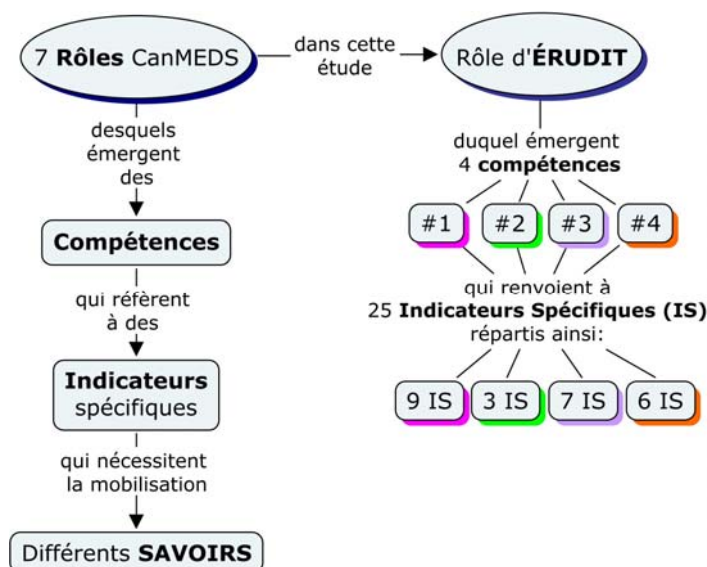 7 Rôles CanMEDS
dans cette
étude
Rôle d'ÉRUDIT
desquels
émergent
des
Compétences
qui réfèrent
à des
Indicateurs
spécifiques
qui nécessitent
la mobilisation
Différents SAVOIRS
duquel émergent
4 compétences
#1 #2 #3 #4
qui renvoient à
25 Indicateurs Spécifiques (IS)
répartis ainsi:
9 IS 3 IS 7 IS 6 IS